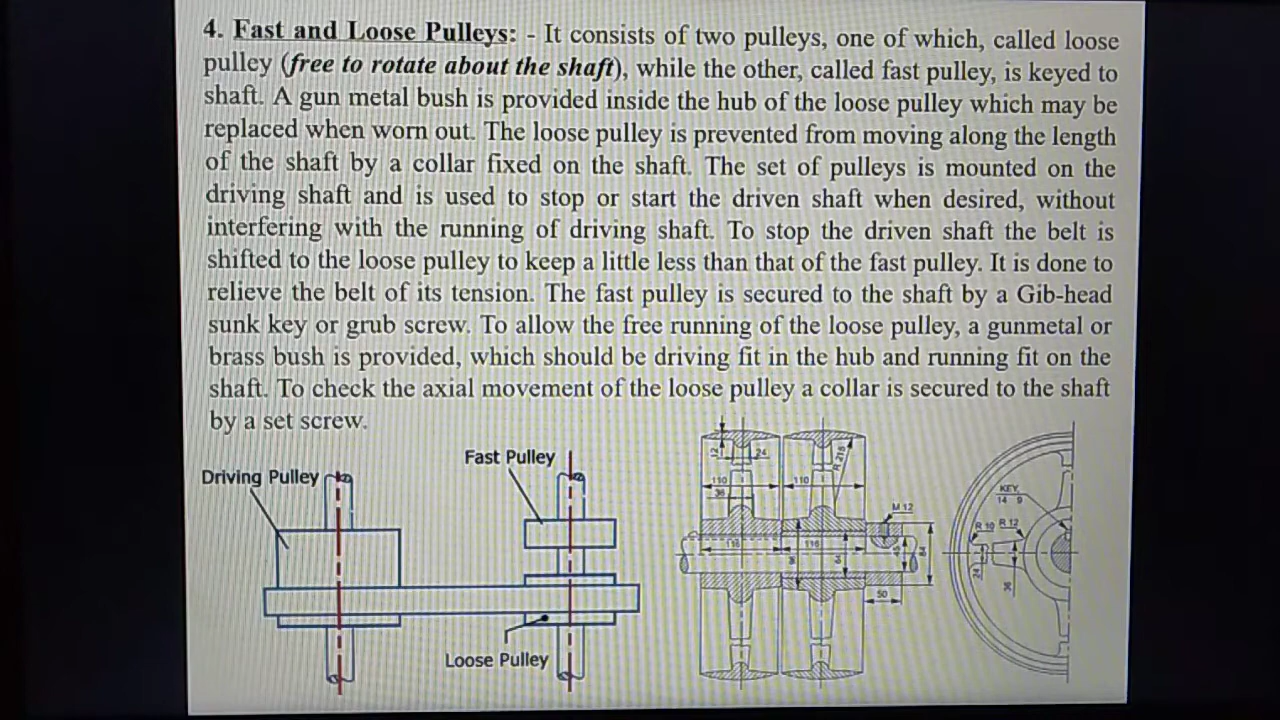 4. Fast and Loose Pulleys: - It consists of two pulleys, one of which, called loose
pulley (free to rotate about the shaft), while the other, called fast pulley, is keyed to
shaft. A gun metal bush is provided inside the hub of the loose pulley which may be
replaced when worn out. The loose pulley is prevented from moving along the length
of the shaft by a collar fixed on the shaft. The set of pulleys is mounted on the
driving shaft and is used to stop or start the driven shaft when desired, without
interfering with the running of driving shaft. To stop the driven shaft the belt is
shifted to the loose pulley to keep a little less than that of the fast pulley. It is done to
relieve the belt of its tension. The fast pulley is secured to the shaft by a Gib-head
sunk key or grub screw. To allow the free running of the loose pulley, a gunmetal or
brass bush is provided, which should be driving fit in the hub and running fit on the
shaft. To check the axial movement of the loose pulley a collar is secured to the shaft
by a set screw.
Driving Pulley
Fast Pulley
Loose Pulley
12
24
R 215
110
110
36
M 12
116
116
50
KEY
14 9
R 10
R 12
24
36